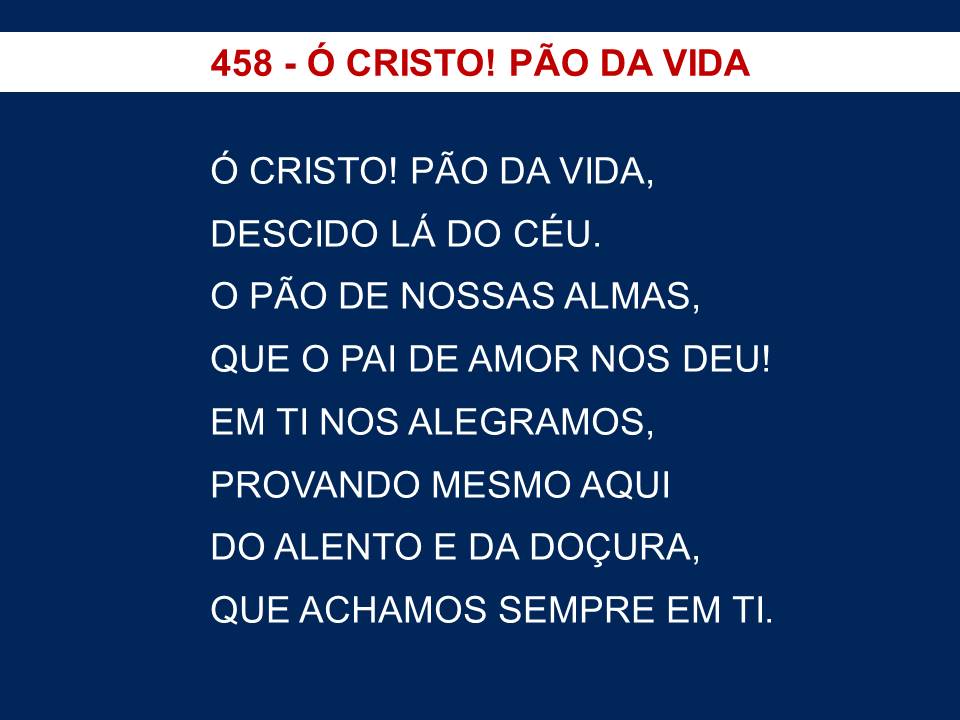 458 - Ó CRISTO! PÃO DA VIDA
Ó CRISTO! PÃO DA VIDA,
DESCIDO LÁ DO CÉU.
O PÃO DE NOSSAS ALMAS,
QUE O PAI DE AMOR NOS DEU!
EM TI NOS ALEGRAMOS,
PROVANDO MESMO AQUI
DO ALENTO E DA DOÇURA,
QUE ACHAMOS SEMPRE EM TI.